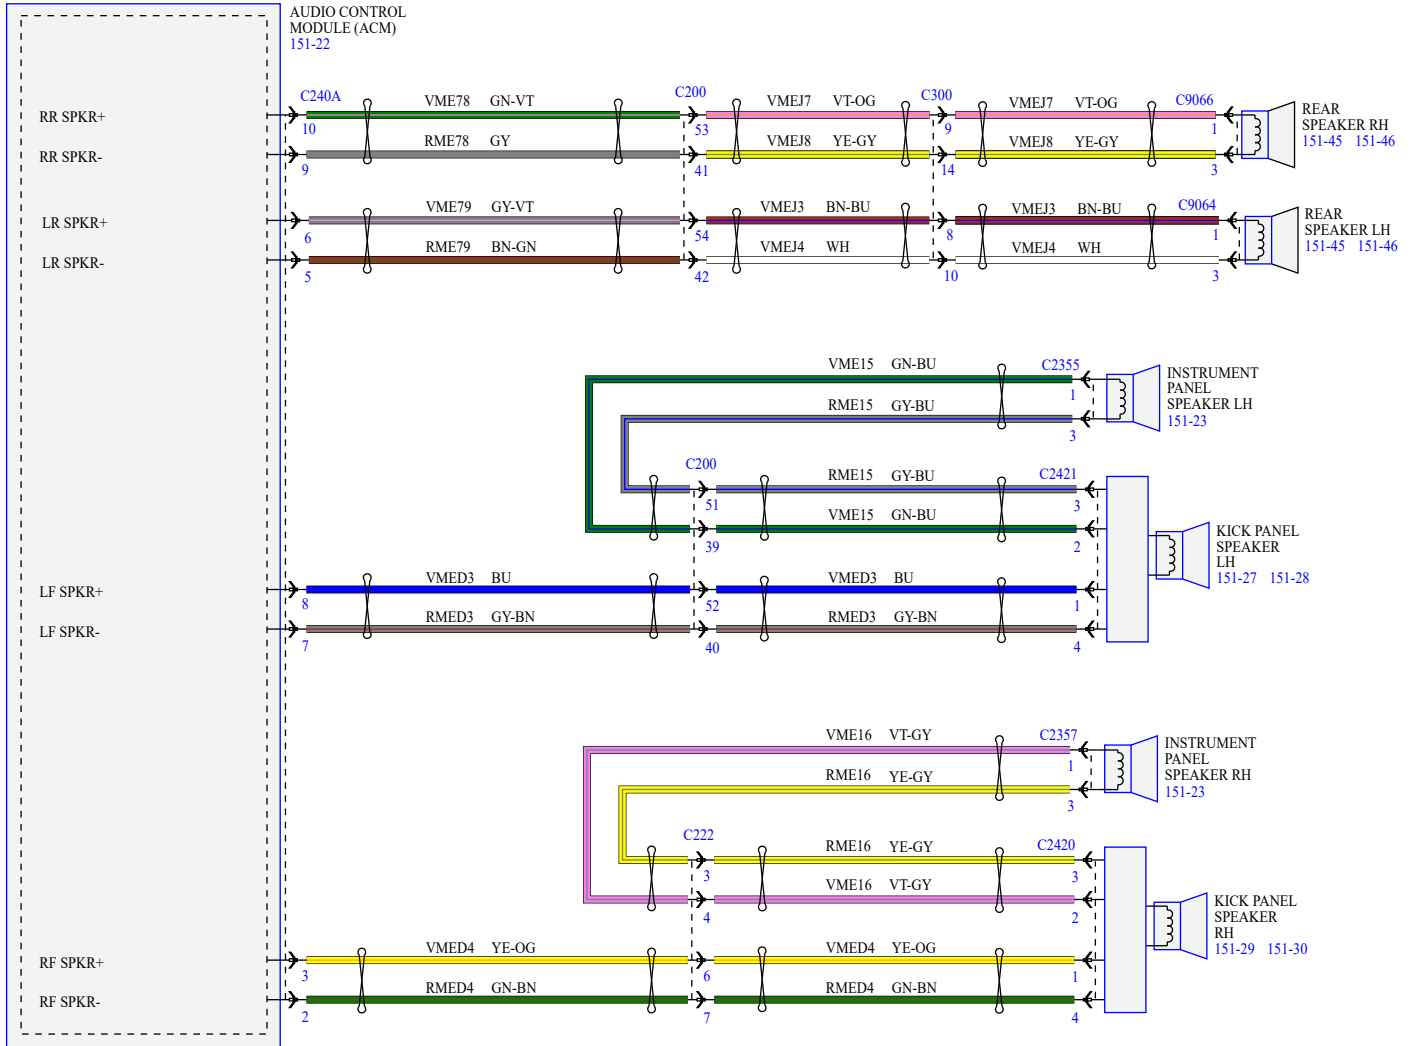 AUDIO CONTROL
MODULE (ACM)
151-22
C240A
VME78 GN-VT
C200
VMEJ7 VT-OG
C300
VMEJ7 VT-OG
C9066
REAR
SPEAKER RH
151-45 151-46
RR SPKR+
10
53
9
1
RME78 GY
VMEJ8 YE-GY
VMEJ8 YE-GY
RR SPKR-
9
41
14
3
VME79 GY-VT
VMEJ3 BN-BU
VMEJ3 BN-BU
C9064
REAR
SPEAKER LH
151-45 151-46
LR SPKR+
6
54
8
1
RME79 BN-GN
VMEJ4 WH
VMEJ4 WH
LR SPKR-
5
42
10
3
VME15 GN-BU
C2355
INSTRUMENT
PANEL
SPEAKER LH
151-23
1
RME15 GY-BU
3
C200
RME15 GY-BU
C2421
51
3
VME15 GN-BU
39
2
KICK PANEL
SPEAKER
LH
151-27 151-28
VMED3 BU
VMED3 BU
LF SPKR+
8
52
1
RMED3 GY-BN
RMED3 GY-BN
LF SPKR-
7
40
4
VME16 VT-GY
C2357
INSTRUMENT
PANEL
SPEAKER RH
151-23
1
RME16 YE-GY
3
C222
RME16 YE-GY
C2420
3
3
VME16 VT-GY
4
2
KICK PANEL
SPEAKER
RH
151-29 151-30
VMED4 YE-OG
VMED4 YE-OG
RF SPKR+
3
6
1
RMED4 GN-BN
RMED4 GN-BN
RF SPKR-
2
7
4